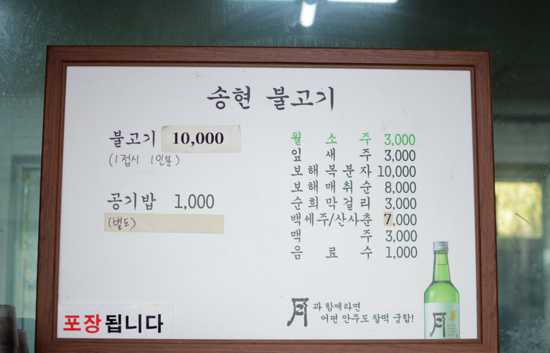 송현 불고기
불고기 10,000
(1접시 1인분)
공기밥 1,000
(별도)
월 소 주 3,000
잎 새 주 3,000
보해복분자 10,000
보해매취순 8,000
순희막걸리 3,000
백세주/산사춘 7,000
맥 주 3,000
음 료 수 1,000
포장됩니다
과 함께라면
어떤 안주도 찰떡 궁합!